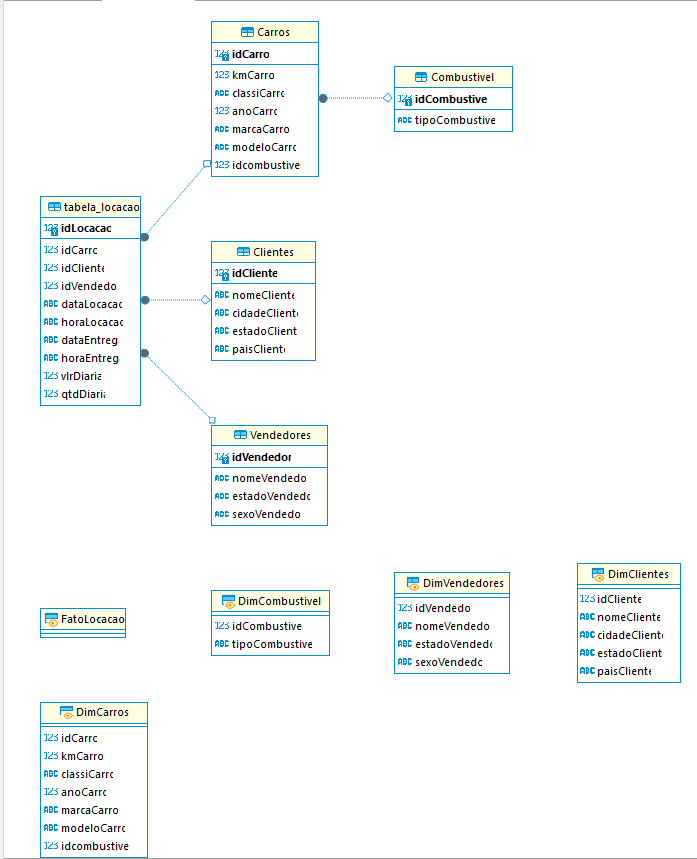 Carros
123 idCarro
123 kmCarro
ABC classiCarro
123 anoCarro
ABC marcaCarro
ABC modeloCarro
123 idcombustive
Combustivel
123 idCombustive
ABC tipoCombustive
tabela_locacao
123 idLocacao
123 idCarro
123 idCliente
123 idVendedo
ABC dataLocacao
ABC horaLocacao
ABC dataEntreg
ABC horaEntreg
123 vlrDiaria
123 qtdDiaria
Clientes
123 idCliente
ABC nomeCliente
ABC cidadeCliente
ABC estadoClient
ABC paisCliente
Vendedores
123 idVendedor
ABC nomeVendedo
ABC estadoVendedo
ABC sexoVendedo
FatoLocacao
DimCombustivel
123 idCombustive
ABC tipoCombustive
DimVendedores
123 idVendedo
ABC nomeVendedo
ABC estadoVendedo
ABC sexoVendedo
DimClientes
123 idCliente
ABC nomeCliente
ABC cidadeCliente
ABC estadoClient
ABC paisCliente
DimCarros
123 idCarro
123 kmCarro
ABC classiCarro
123 anoCarro
ABC marcaCarro
ABC modeloCarro
123 idcombustive